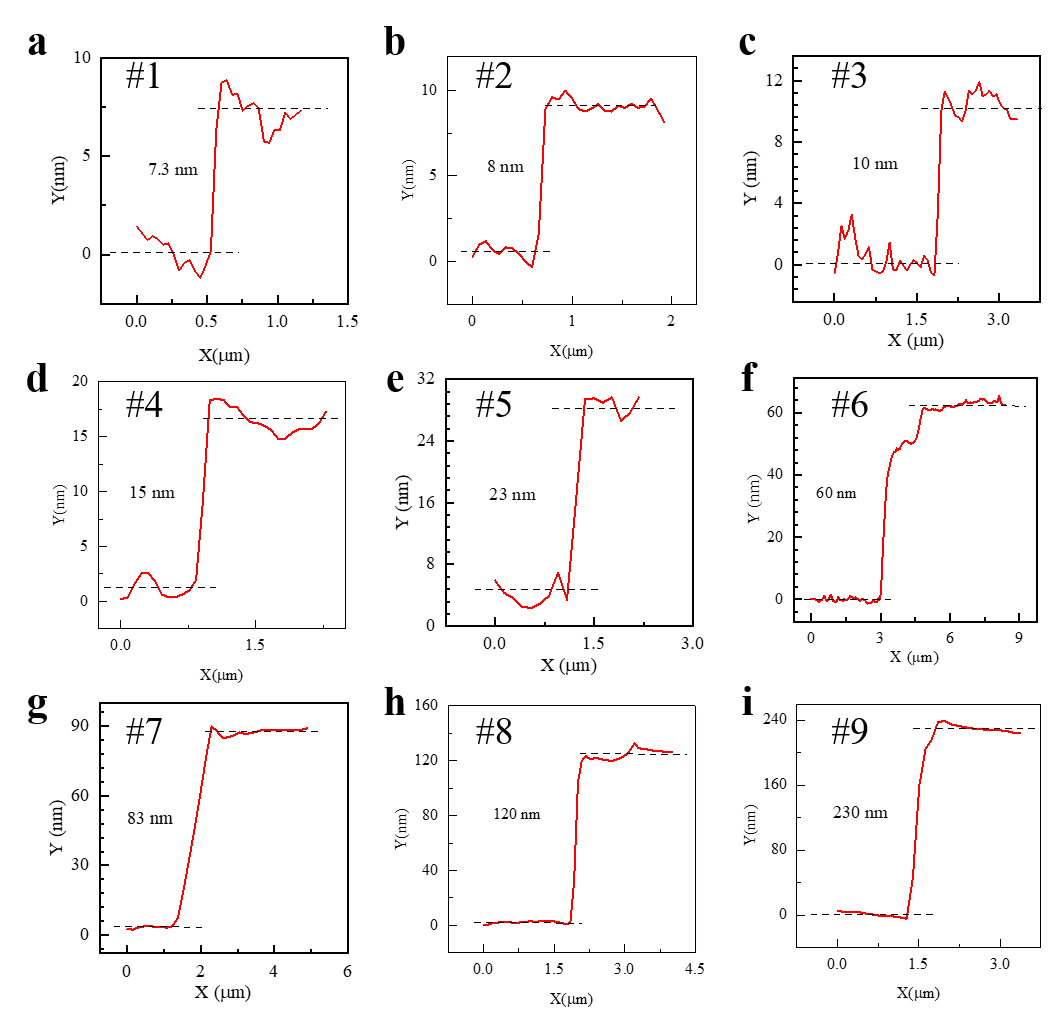 a
#1
10
5
0
Y(nm)
7.3 nm
0.0
0.5
1.0
1.5
X(μm)
b
#2
10
5
0
Y(nm)
8 nm
0
1
2
X(μm)
c
#3
12
8
4
0
Y (nm)
10 nm
0.0
1.5
3.0
X (μm)
d
#4
20
15
10
5
0
Y(nm)
15 nm
0.0
1.5
X(μm)
e
#5
32
24
16
8
0
Y (nm)
23 nm
0.0
1.5
3.0
X (μm)
f
#6
60
40
20
0
Y (nm)
60 nm
0
3
6
9
X (μm)
g
#7
90
60
30
0
Y (nm)
83 nm
0
2
4
6
X (μm)
h
#8
160
120
80
40
0
Y(nm)
120 nm
0.0
1.5
3.0
4.5
X(μm)
i
#9
240
160
80
0
Y(nm)
230 nm
0.0
1.5
3.0
X(μm)